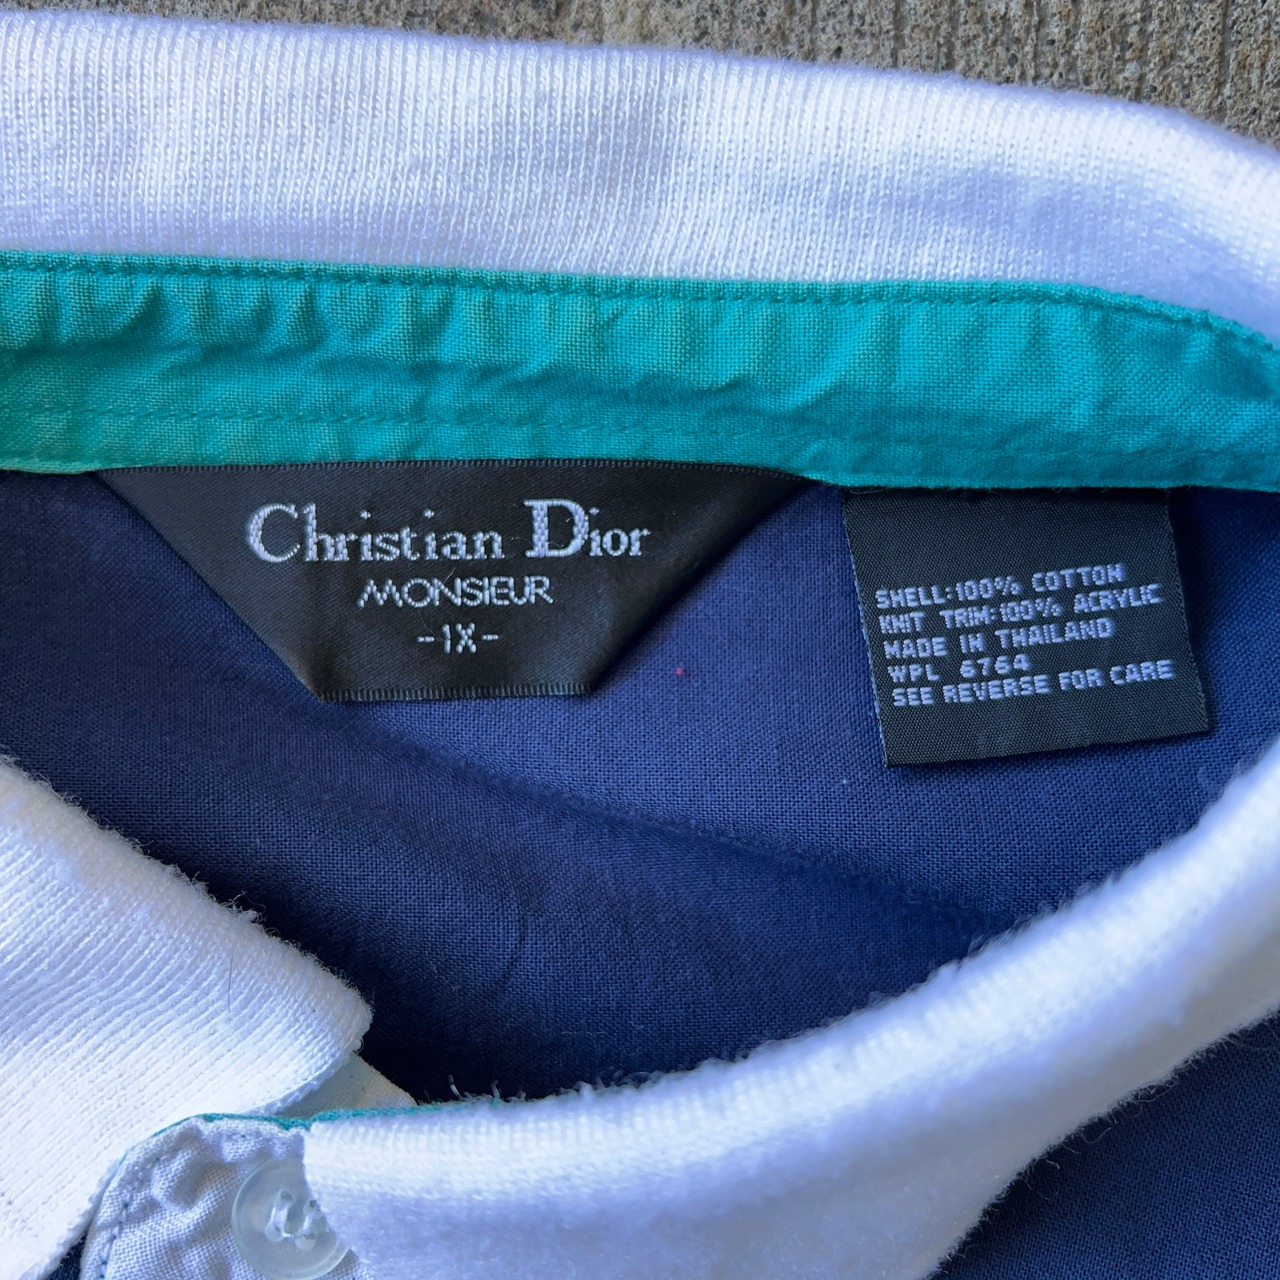 Christian Dior
MONSIEUR
-1X-
SHELL:100% COTTON
KNIT TRIM:100% ACRYLIC
MADE IN THAILAND
WPL 6764
SEE REVERSE FOR CARE